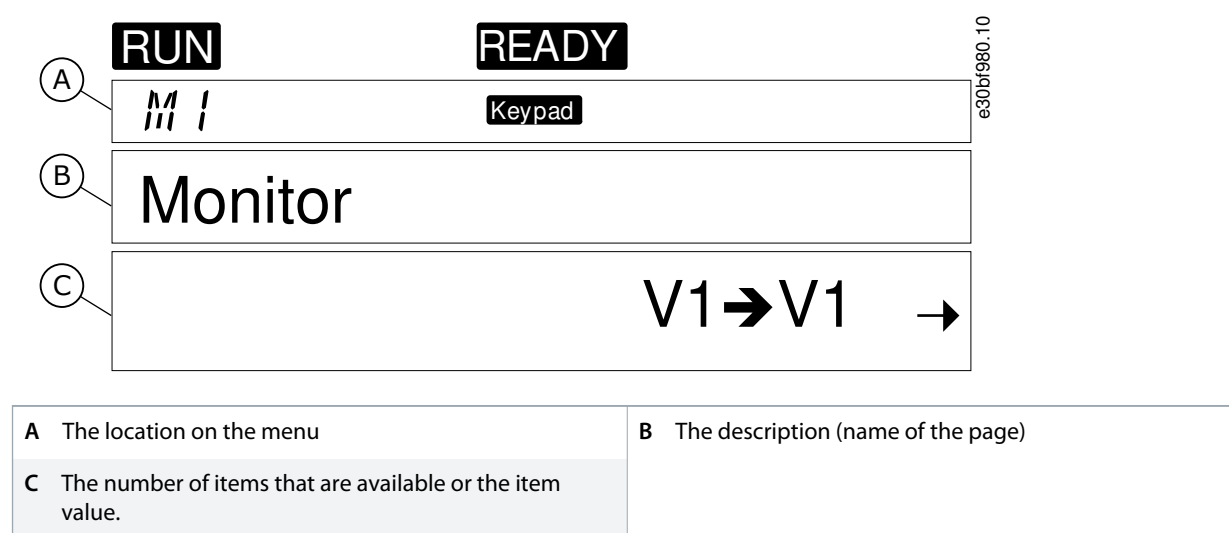 RUN READY
A M1 Keypad
e30bf980.10
B Monitor
C V1➔V1 →
A The location on the menu
B The description (name of the page)
C The number of items that are available or the item
value.